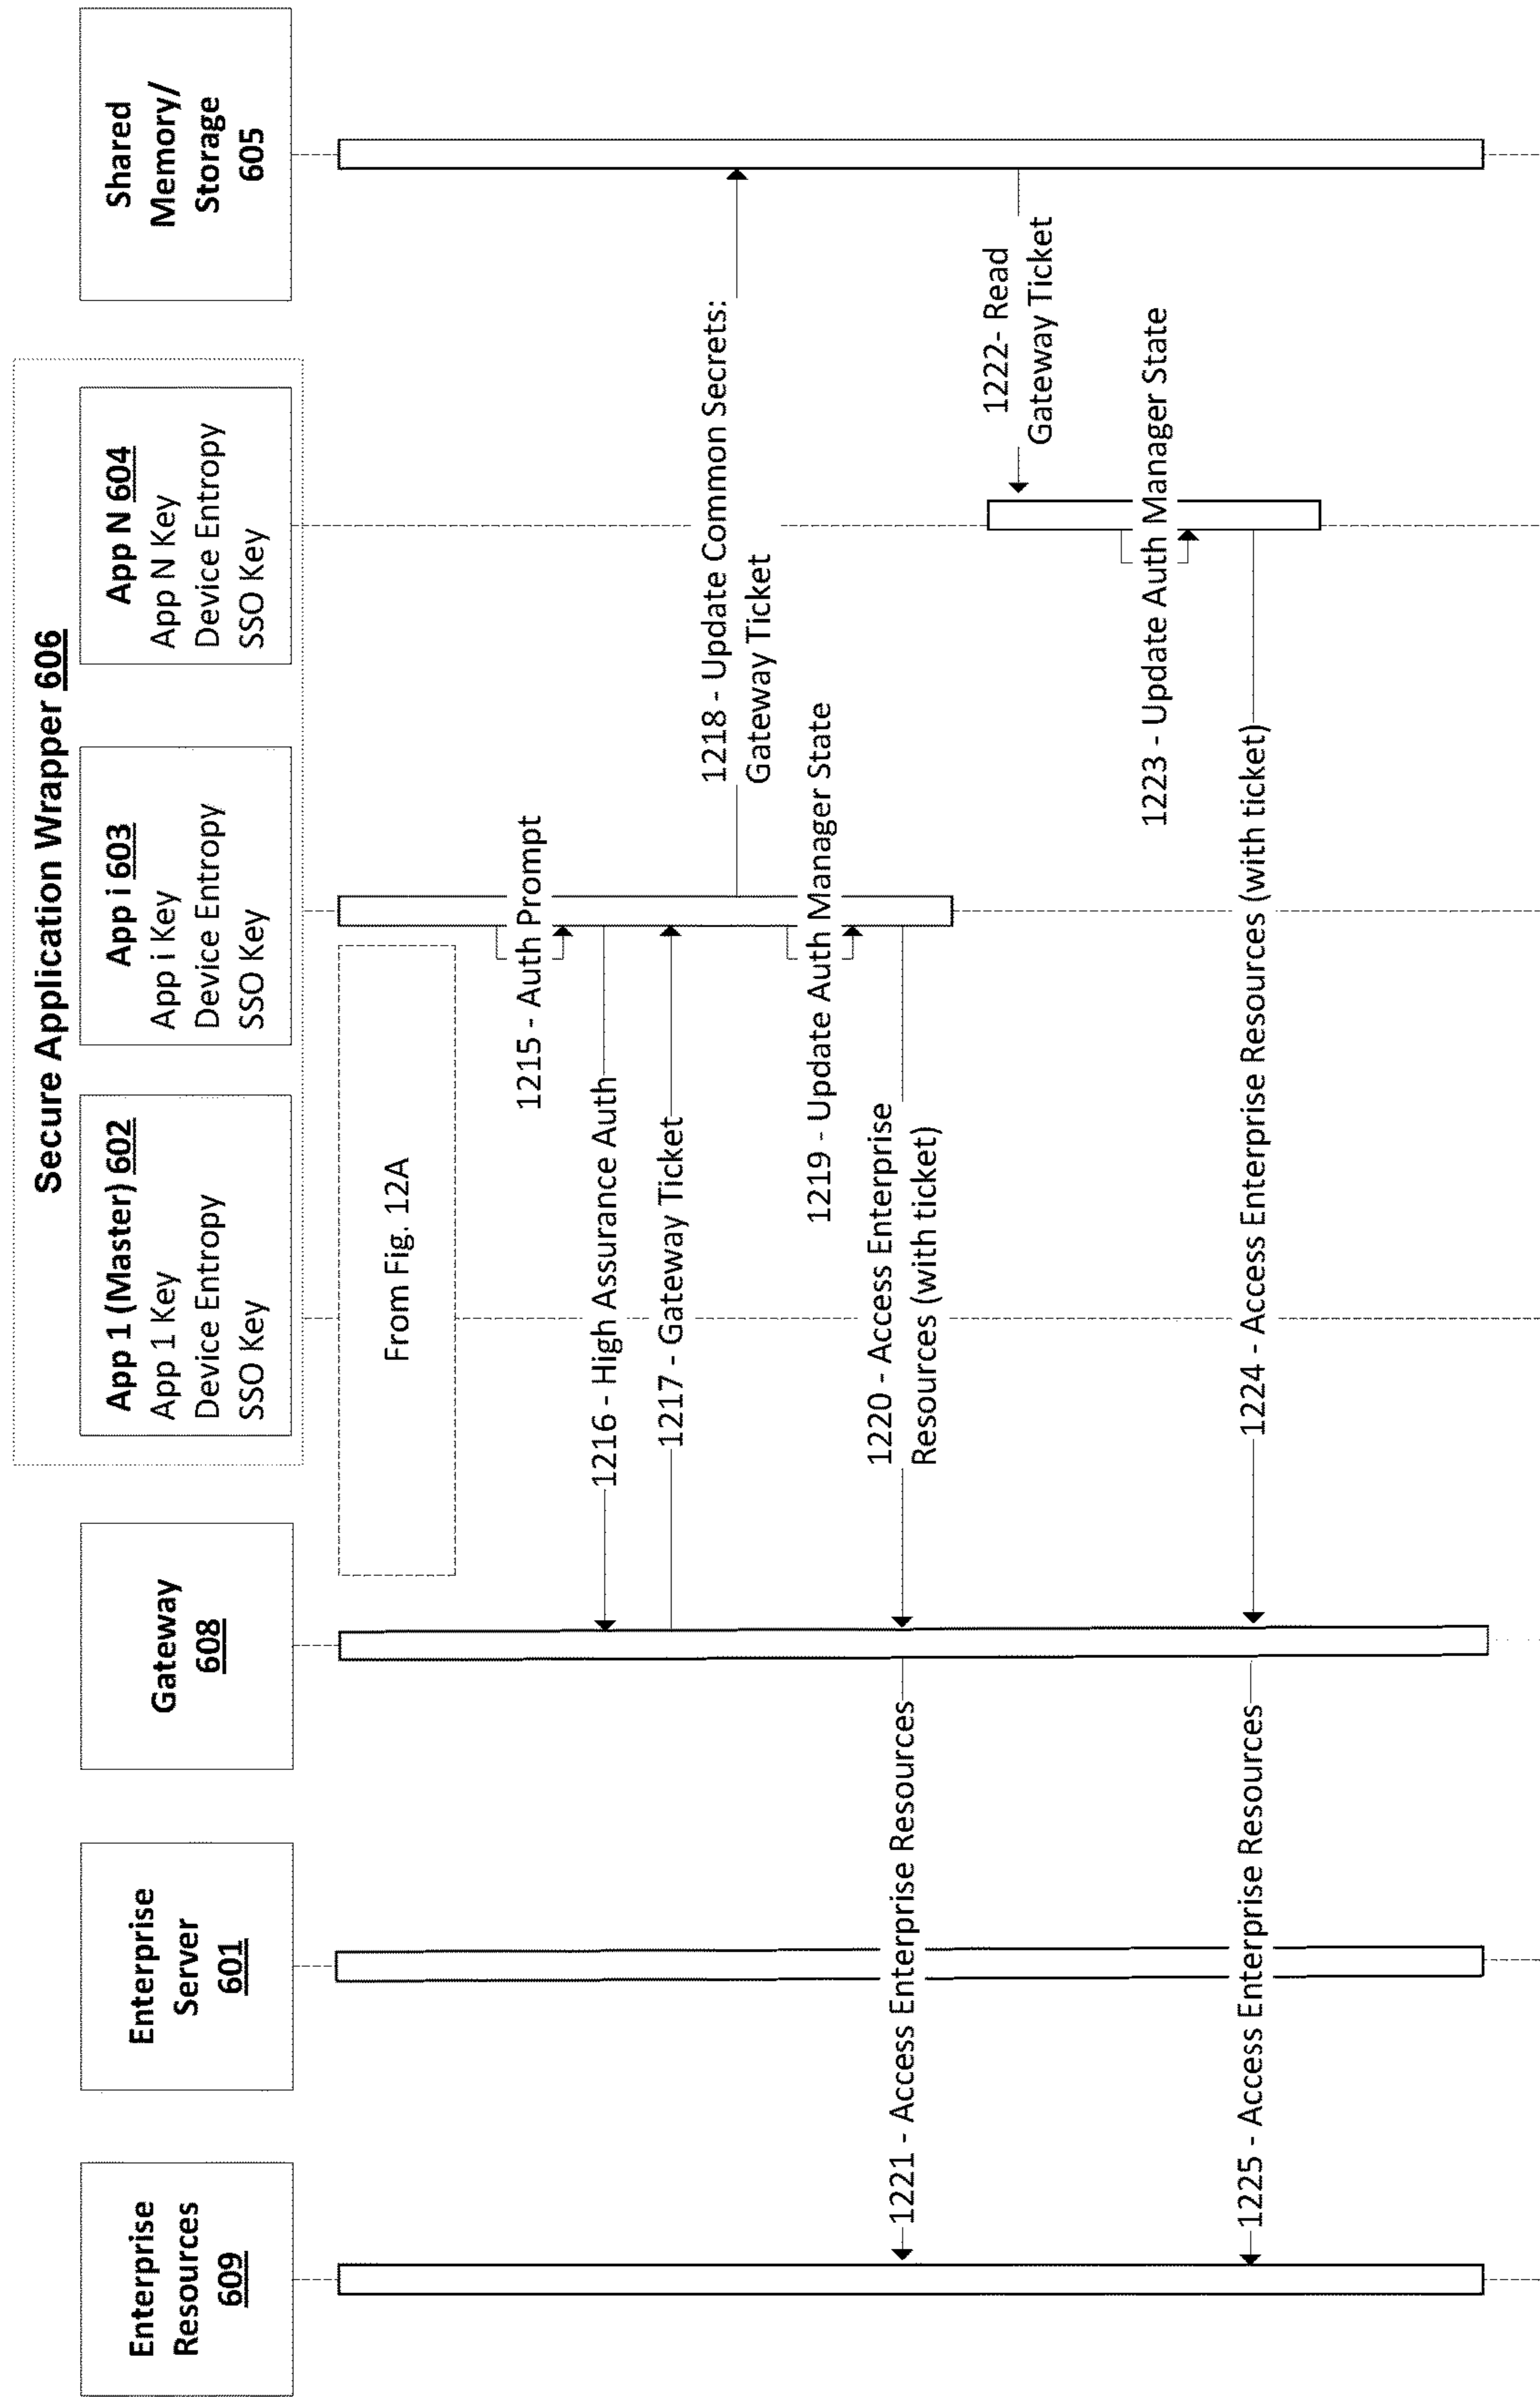 Secure Application Wrapper 606
Enterprise
Resources
609
Enterprise
Server
601
Gateway
608
App 1 (Master) 602
App 1 Key
Device Entropy
SSO Key
App i 603
App i Key
Device Entropy
SSO Key
App N 604
App N Key
Device Entropy
SSO Key
Shared
Memory/
Storage
605
From Fig. 12A
1215 - Auth Prompt
1216 - High Assurance Auth
1217 - Gateway Ticket
1218 - Update Common Secrets:
Gateway Ticket
1219 - Update Auth Manager State
1220 - Access Enterprise
Resources (with ticket)
1221 - Access Enterprise Resources
1222- Read
Gateway Ticket
1223 - Update Auth Manager State
1224 - Access Enterprise Resources (with ticket)
1225 - Access Enterprise Resources